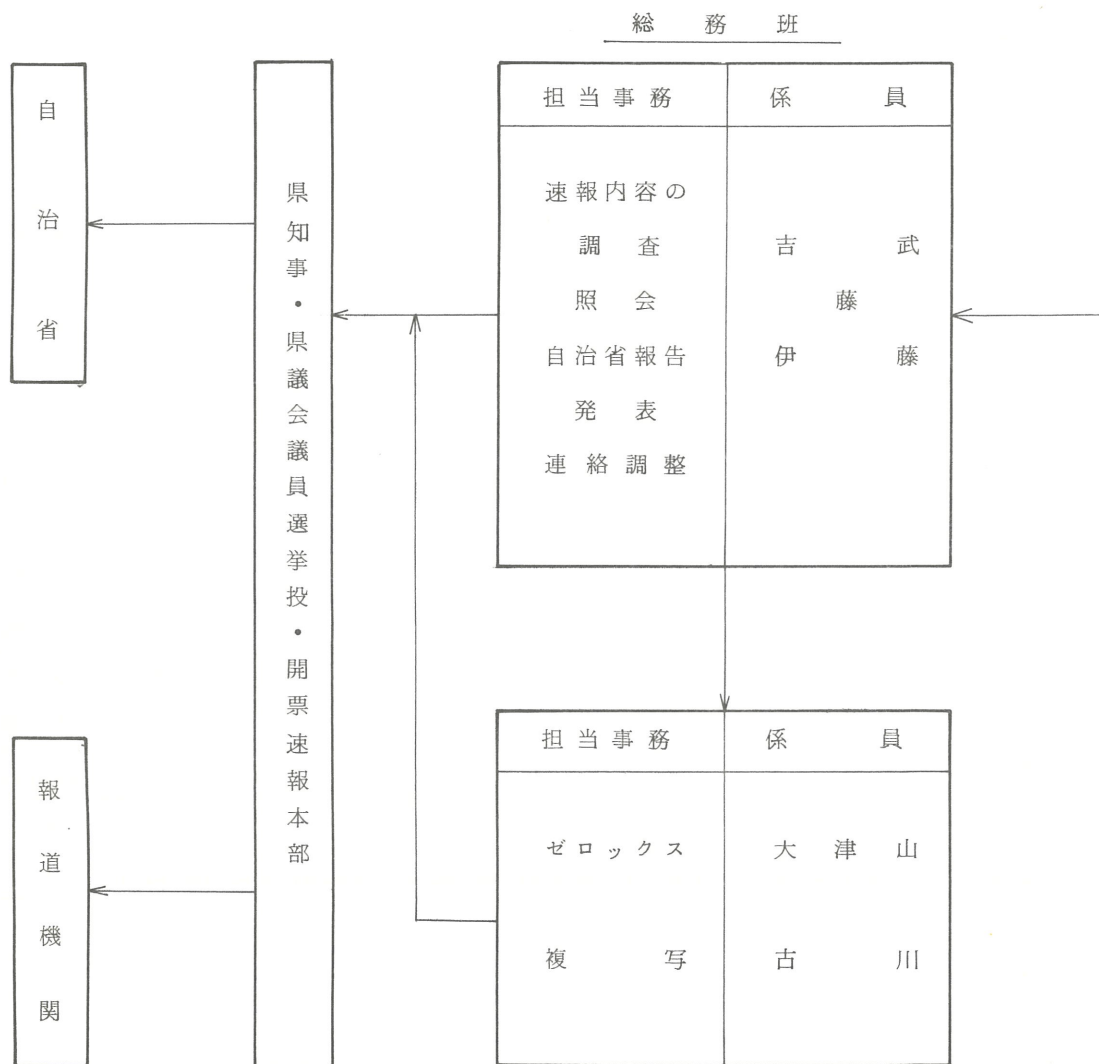 総務班
担当事務 係員
速報内容の
調査 吉武
照会 藤
自治省報告 伊藤
発表
連絡調整
担当事務 係員
ゼロックス 大津山
複写 古川
県知事・県議会議員選挙投・開票速報本部
自治省
報道機関